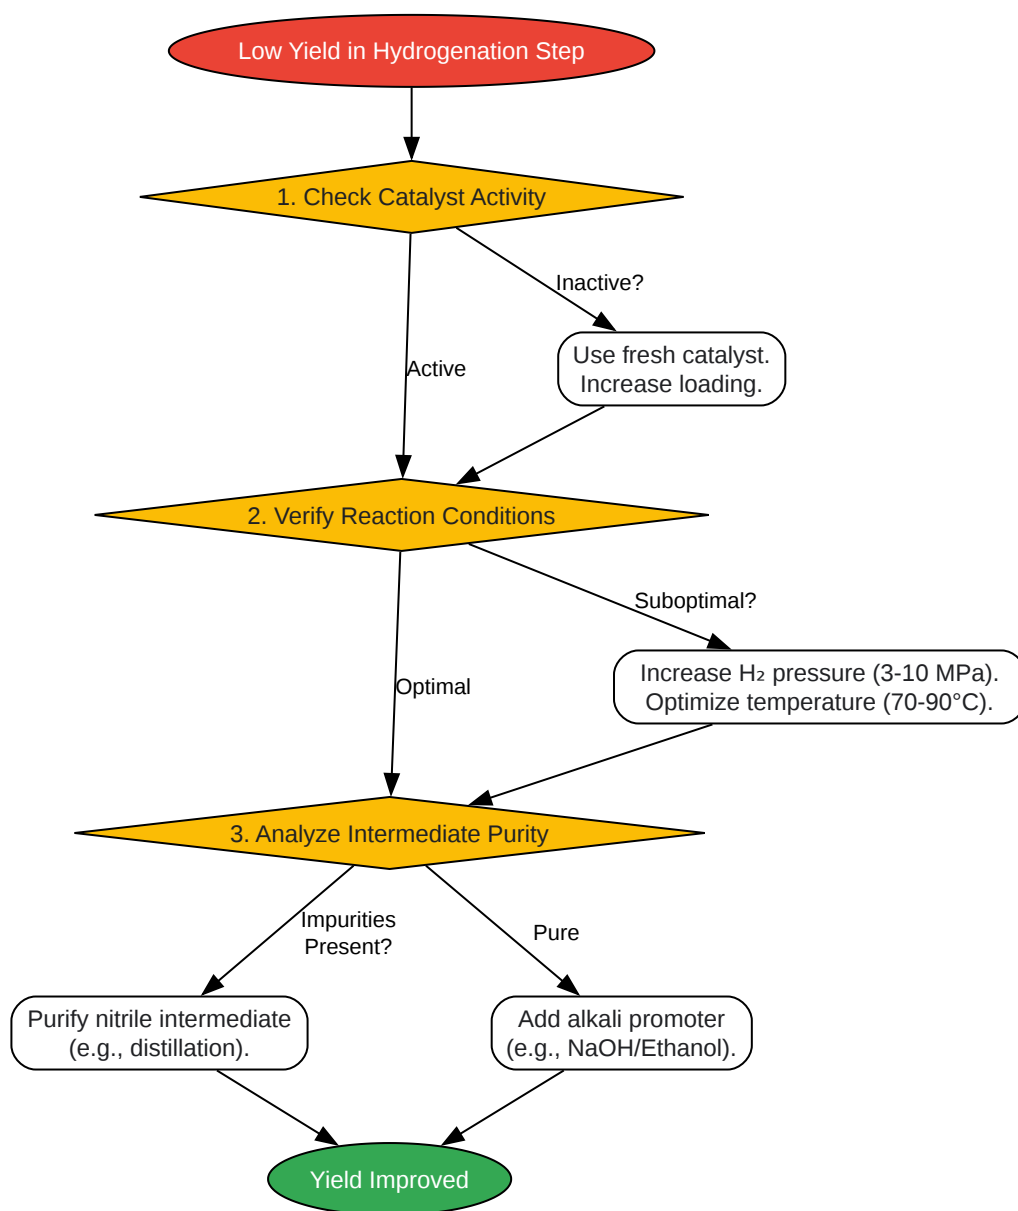 Low Yield in Hydrogenation Step
1. Check Catalyst Activity
Inactive?
Use fresh catalyst.
Increase loading.
Active
2. Verify Reaction Conditions
Suboptimal?
Increase H₂ pressure (3-10 MPa).
Optimize temperature (70-90°C).
Optimal
3. Analyze Intermediate Purity
Impurities
Present?
Pure
Purify nitrile intermediate
(e.g., distillation).
Add alkali promoter
(e.g., NaOH/Ethanol).
Yield Improved